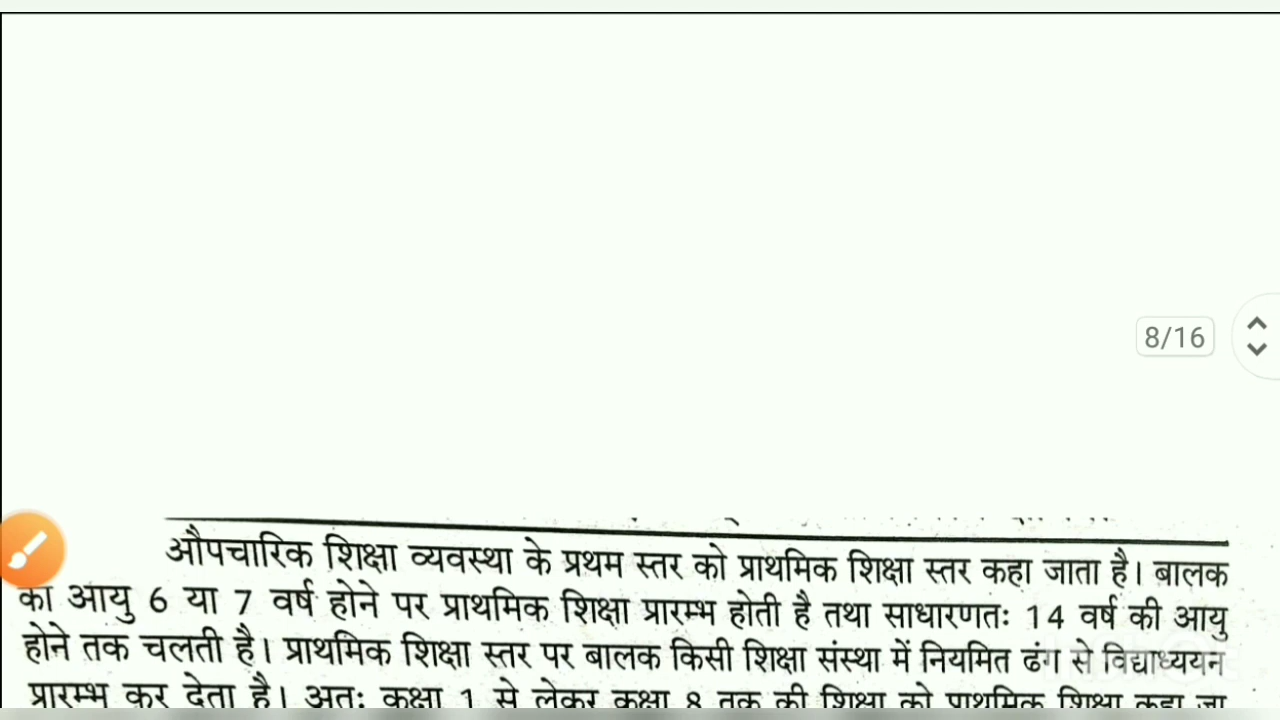 8/16
औपचारिक शिक्षा व्यवस्था के प्रथम स्तर को प्राथमिक शिक्षा स्तर कहा जाता है। बालक
की आयु 6 या 7 वर्ष होने पर प्राथमिक शिक्षा प्रारम्भ होती है तथा साधारणतः 14 वर्ष की आयु
होने तक चलती है। प्राथमिक शिक्षा स्तर पर बालक किसी शिक्षा संस्था में नियमित ढंग से विद्याध्ययन
प्रारम्भ कर देता है। अतः कक्षा 1 से लेकर कक्षा 8 तक की शिक्षा को प्राथमिक शिक्षा कहा जा